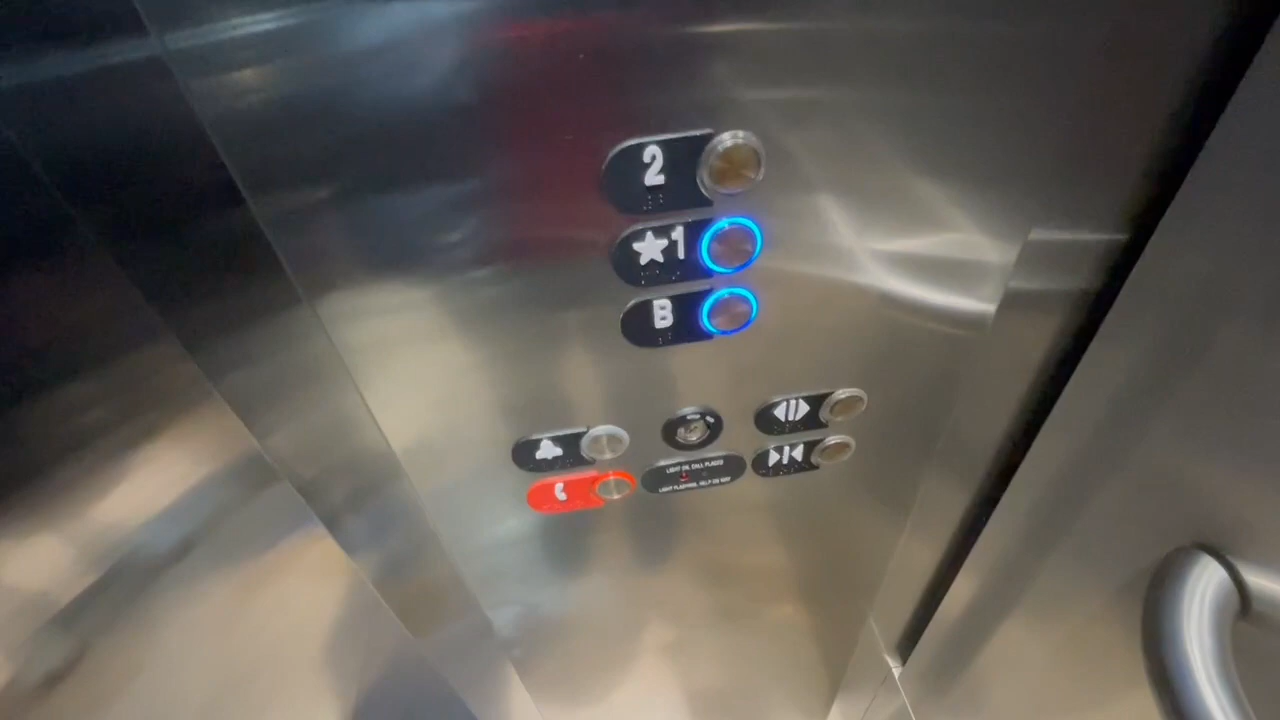 2
★1
B
LIGHT ON, CALL PLACED
LIGHT FLASHING, HELP ON WAY